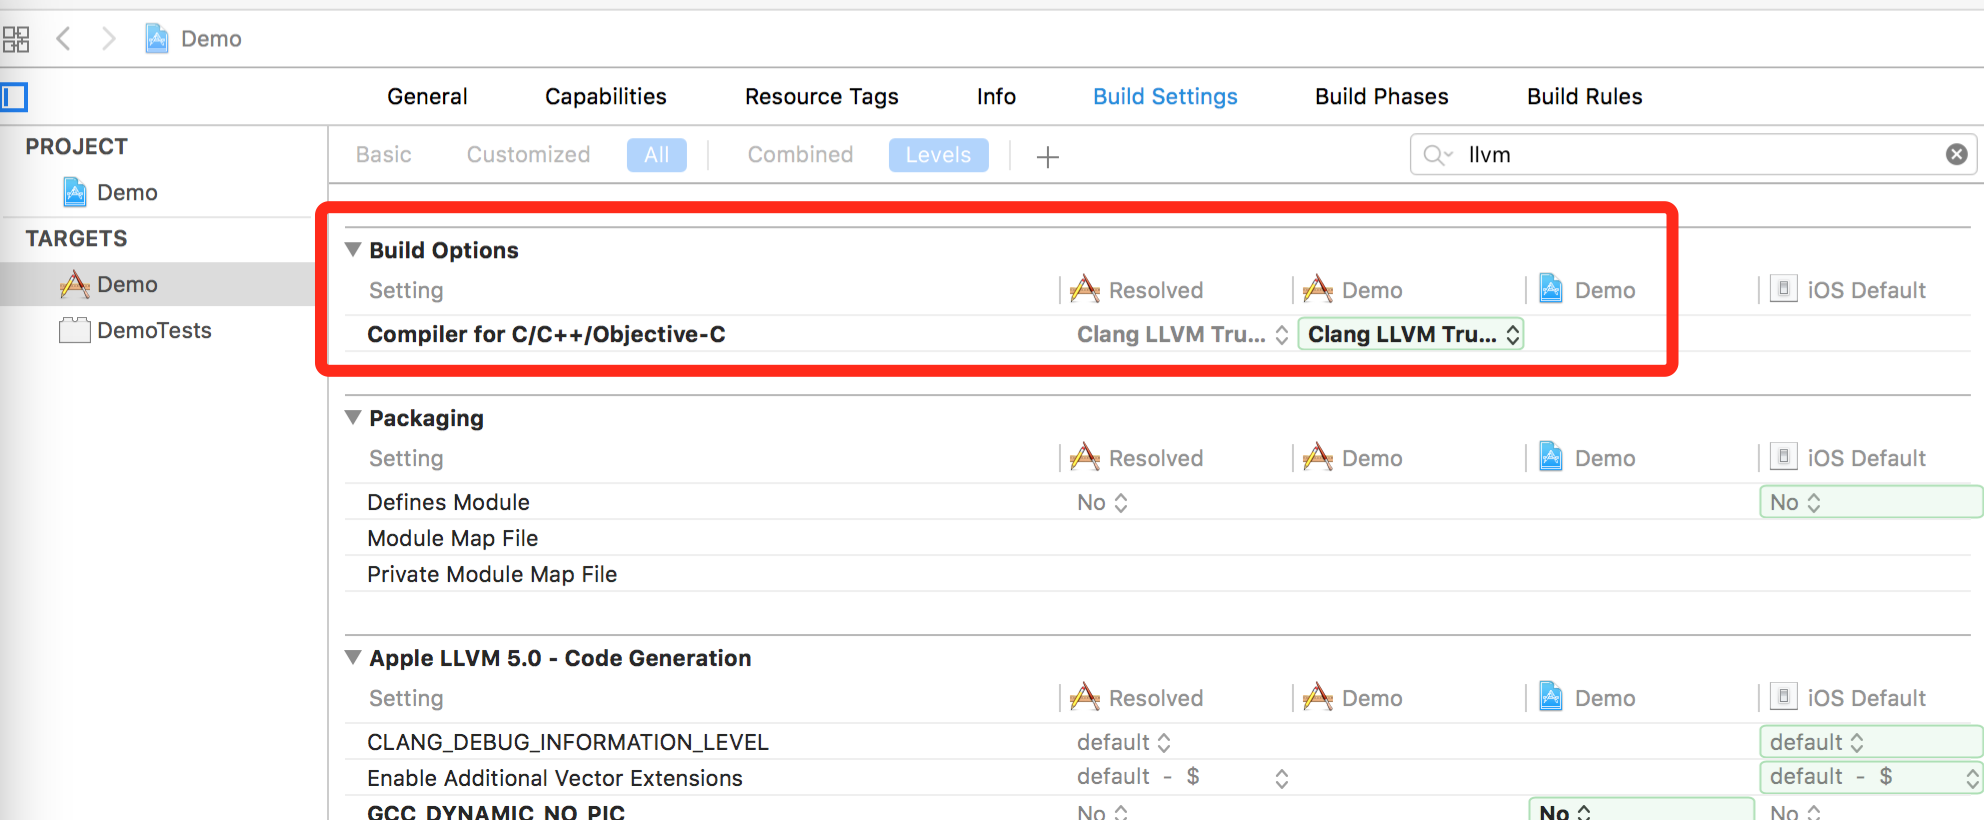 Demo
General Capabilities Resource Tags Info Build Settings Build Phases Build Rules
PROJECT
Demo
TARGETS
Demo
DemoTests
Basic Customized All Combined Levels + llvm
Build Options
Setting Resolved Demo Demo iOS Default
Compiler for C/C++/Objective-C Clang LLVM Tru... Clang LLVM Tru...
Packaging
Setting Resolved Demo Demo iOS Default
Defines Module No No
Module Map File
Private Module Map File
Apple LLVM 5.0 - Code Generation
Setting Resolved Demo Demo iOS Default
CLANG_DEBUG_INFORMATION_LEVEL default default
Enable Additional Vector Extensions default - $ default - $
GCC_DYNAMIC_NO_PIC No No No